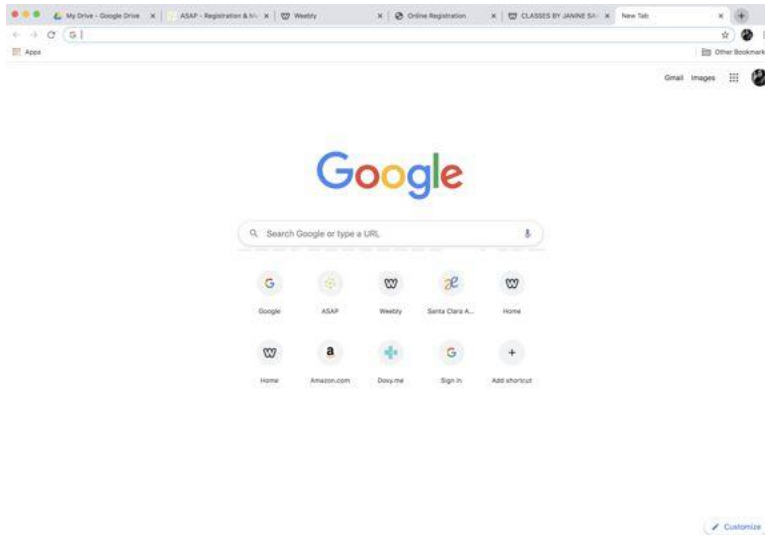 My Drive - Google Drive
ASAP - Registration & M
Weebly
Online Registration
CLASSES BY JANINE SA
New Tab
Apps
Other Bookmark
Gmail Images
Google
Search Google or type a URL
Google ASAP Weebly Santa Clara A... Home
Home Amazon.com Doxy.me Sign in Add shortcut
Customize